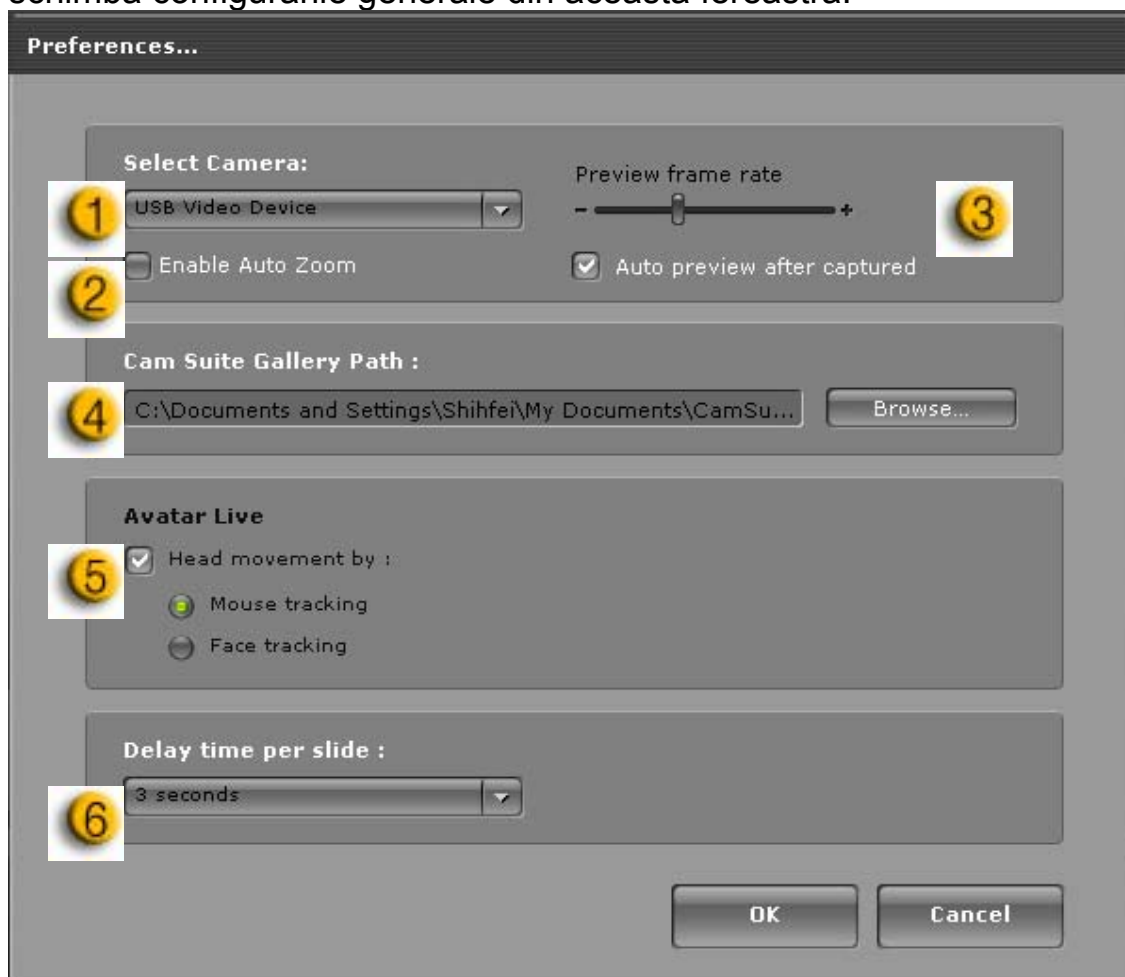 Preferences...
Select Camera:
Preview frame rate
1
USB Video Device
- +
3
2
Enable Auto Zoom
Auto preview after captured
Cam Suite Gallery Path :
4
C:\Documents and Settings\Shihfei\My Documents\CamSu...
Browse...
Avatar Live
5
Head movement by :
Mouse tracking
Face tracking
Delay time per slide :
6
3 seconds
OK
Cancel